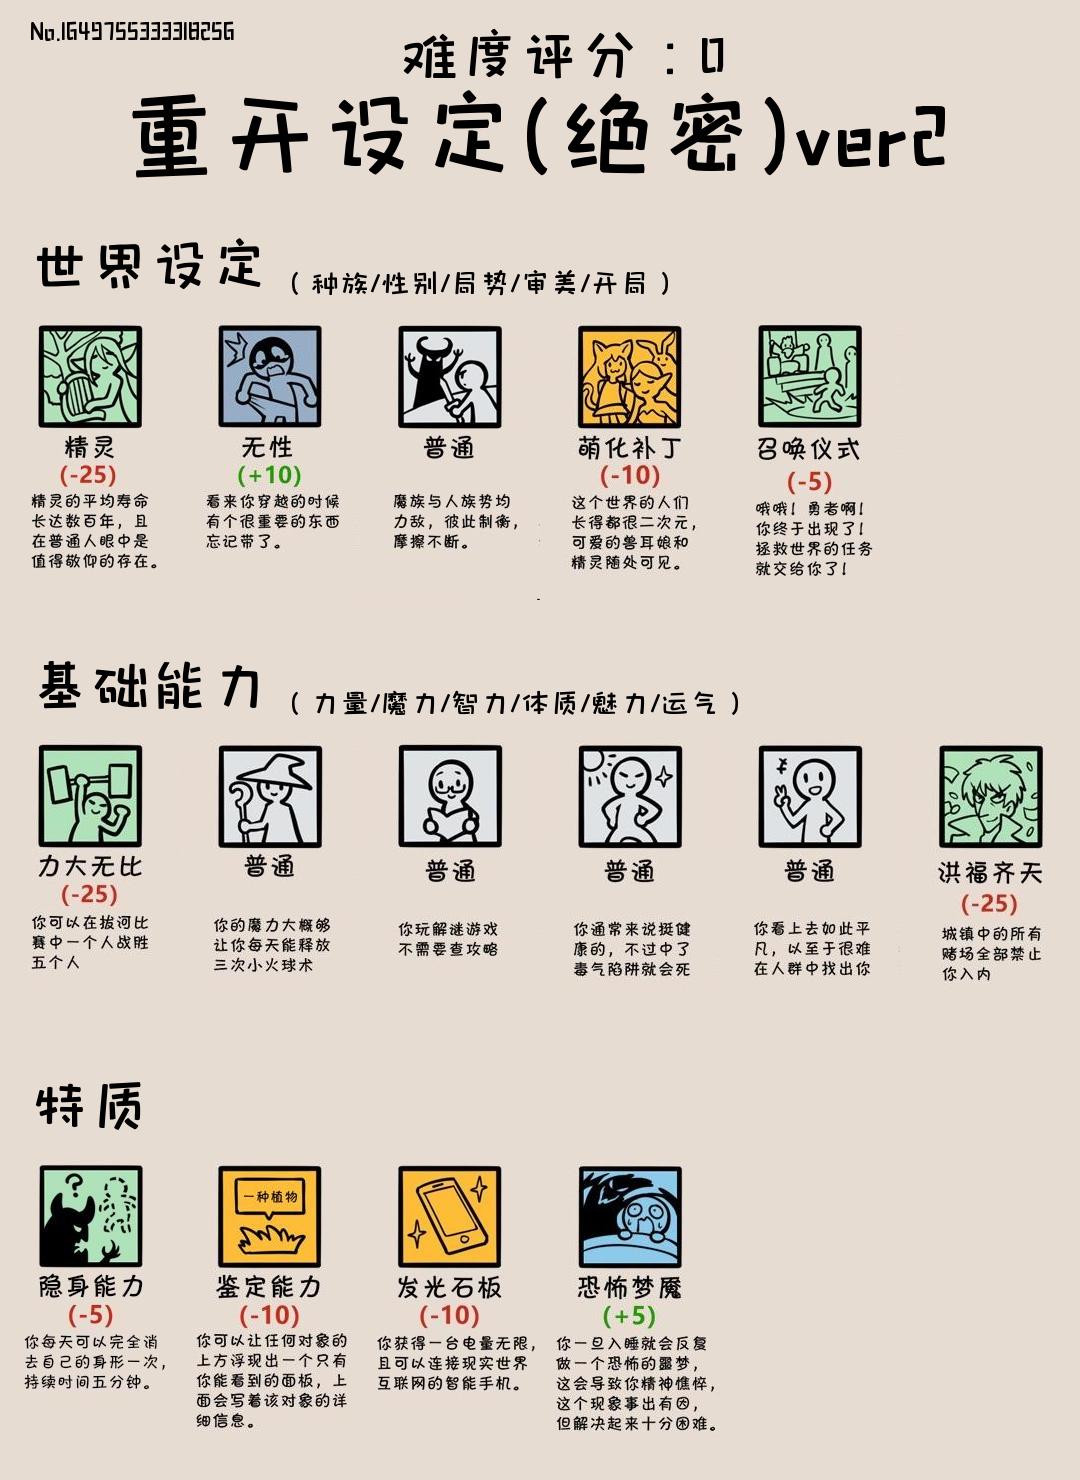 No.1649755333318256
难度评分：0
重开设定(绝密)ver2
世界设定（种族/性别/局势/审美/开局）
精灵
(-25)
精灵的平均寿命
长达数百年，且
在普通人眼中是
值得敬仰的存在。
无性
(+10)
看来你穿越的时候
有个很重要的东西
忘记带了。
普通
魔族与人族势均
力敌，彼此制衡，
摩擦不断。
萌化补丁
(-10)
这个世界的人们
长得都很二次元，
可爱的兽耳娘和
精灵随处可见。
召唤仪式
(-5)
哦哦！勇者啊！
你终于出现了！
拯救世界的任务
就交给你了！
基础能力（力量/魔力/智力/体质/魅力/运气）
力大无比
(-25)
你可以在拔河比
赛中一个人战胜
五个人
普通
你的魔力大概够
让你每天能释放
三次小火球术
普通
你玩解谜游戏
不需要查攻略
普通
你通常来说挺健
康的，不过中了
毒气陷阱就会死
普通
你看上去如此平
凡，以至于很难
在人群中找出你
洪福齐天
(-25)
城镇中的所有
赌场全部禁止
你入内
特质
隐身能力
(-5)
你每天可以完全消
去自己的身形一次，
持续时间五分钟。
一种植物
鉴定能力
(-10)
你可以让任何对象的
上方浮现出一个只有
你能看到的面板，上
面会写着该对象的详
细信息。
发光石板
(-10)
你获得一台电量无限，
且可以连接现实世界
互联网的智能手机。
恐怖梦魇
(+5)
你一旦入睡就会反复
做一个恐怖的噩梦，
这会导致你精神憔悴，
这个现象事出有因，
但解决起来十分困难。